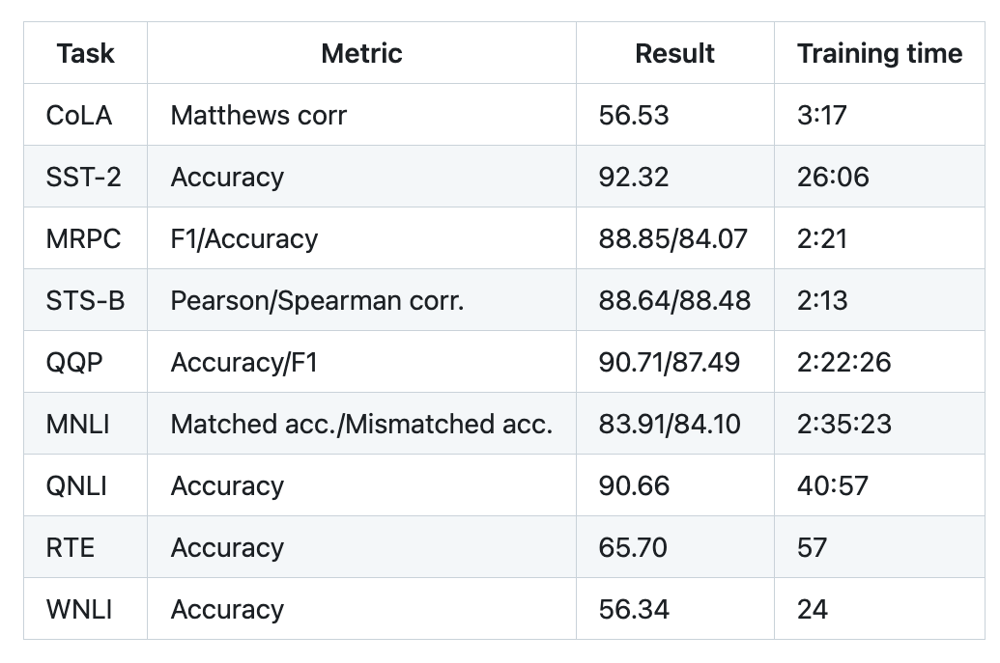 Task Metric Result Training time
CoLA Matthews corr 56.53 3:17
SST-2 Accuracy 92.32 26:06
MRPC F1/Accuracy 88.85/84.07 2:21
STS-B Pearson/Spearman corr. 88.64/88.48 2:13
QQP Accuracy/F1 90.71/87.49 2:22:26
MNLI Matched acc./Mismatched acc. 83.91/84.10 2:35:23
QNLI Accuracy 90.66 40:57
RTE Accuracy 65.70 57
WNLI Accuracy 56.34 24